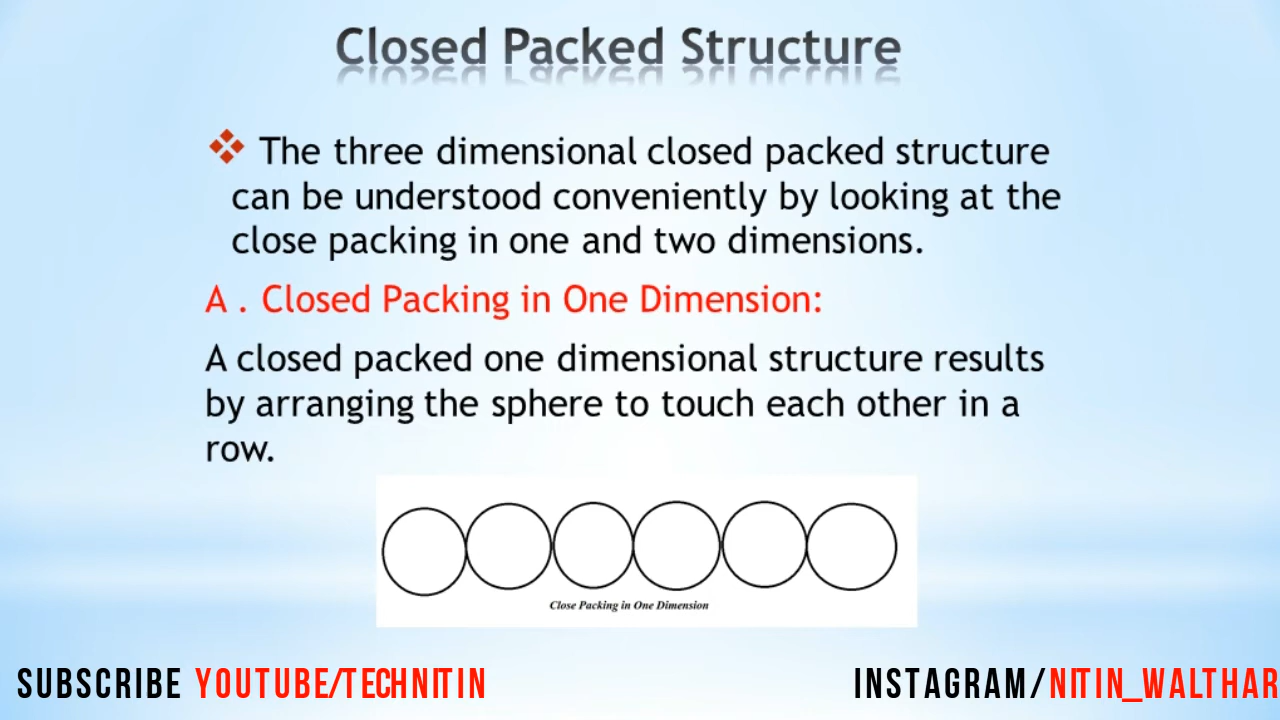 Closed Packed Structure
The three dimensional closed packed structure
can be understood conveniently by looking at the
close packing in one and two dimensions.
A . Closed Packing in One Dimension:
A closed packed one dimensional structure results
by arranging the sphere to touch each other in a
row.
Close Packing in One Dimension
SUBSCRIBE YOUTUBE/TECHNITIN
INSTAGRAM/NITIN_WALTHAR